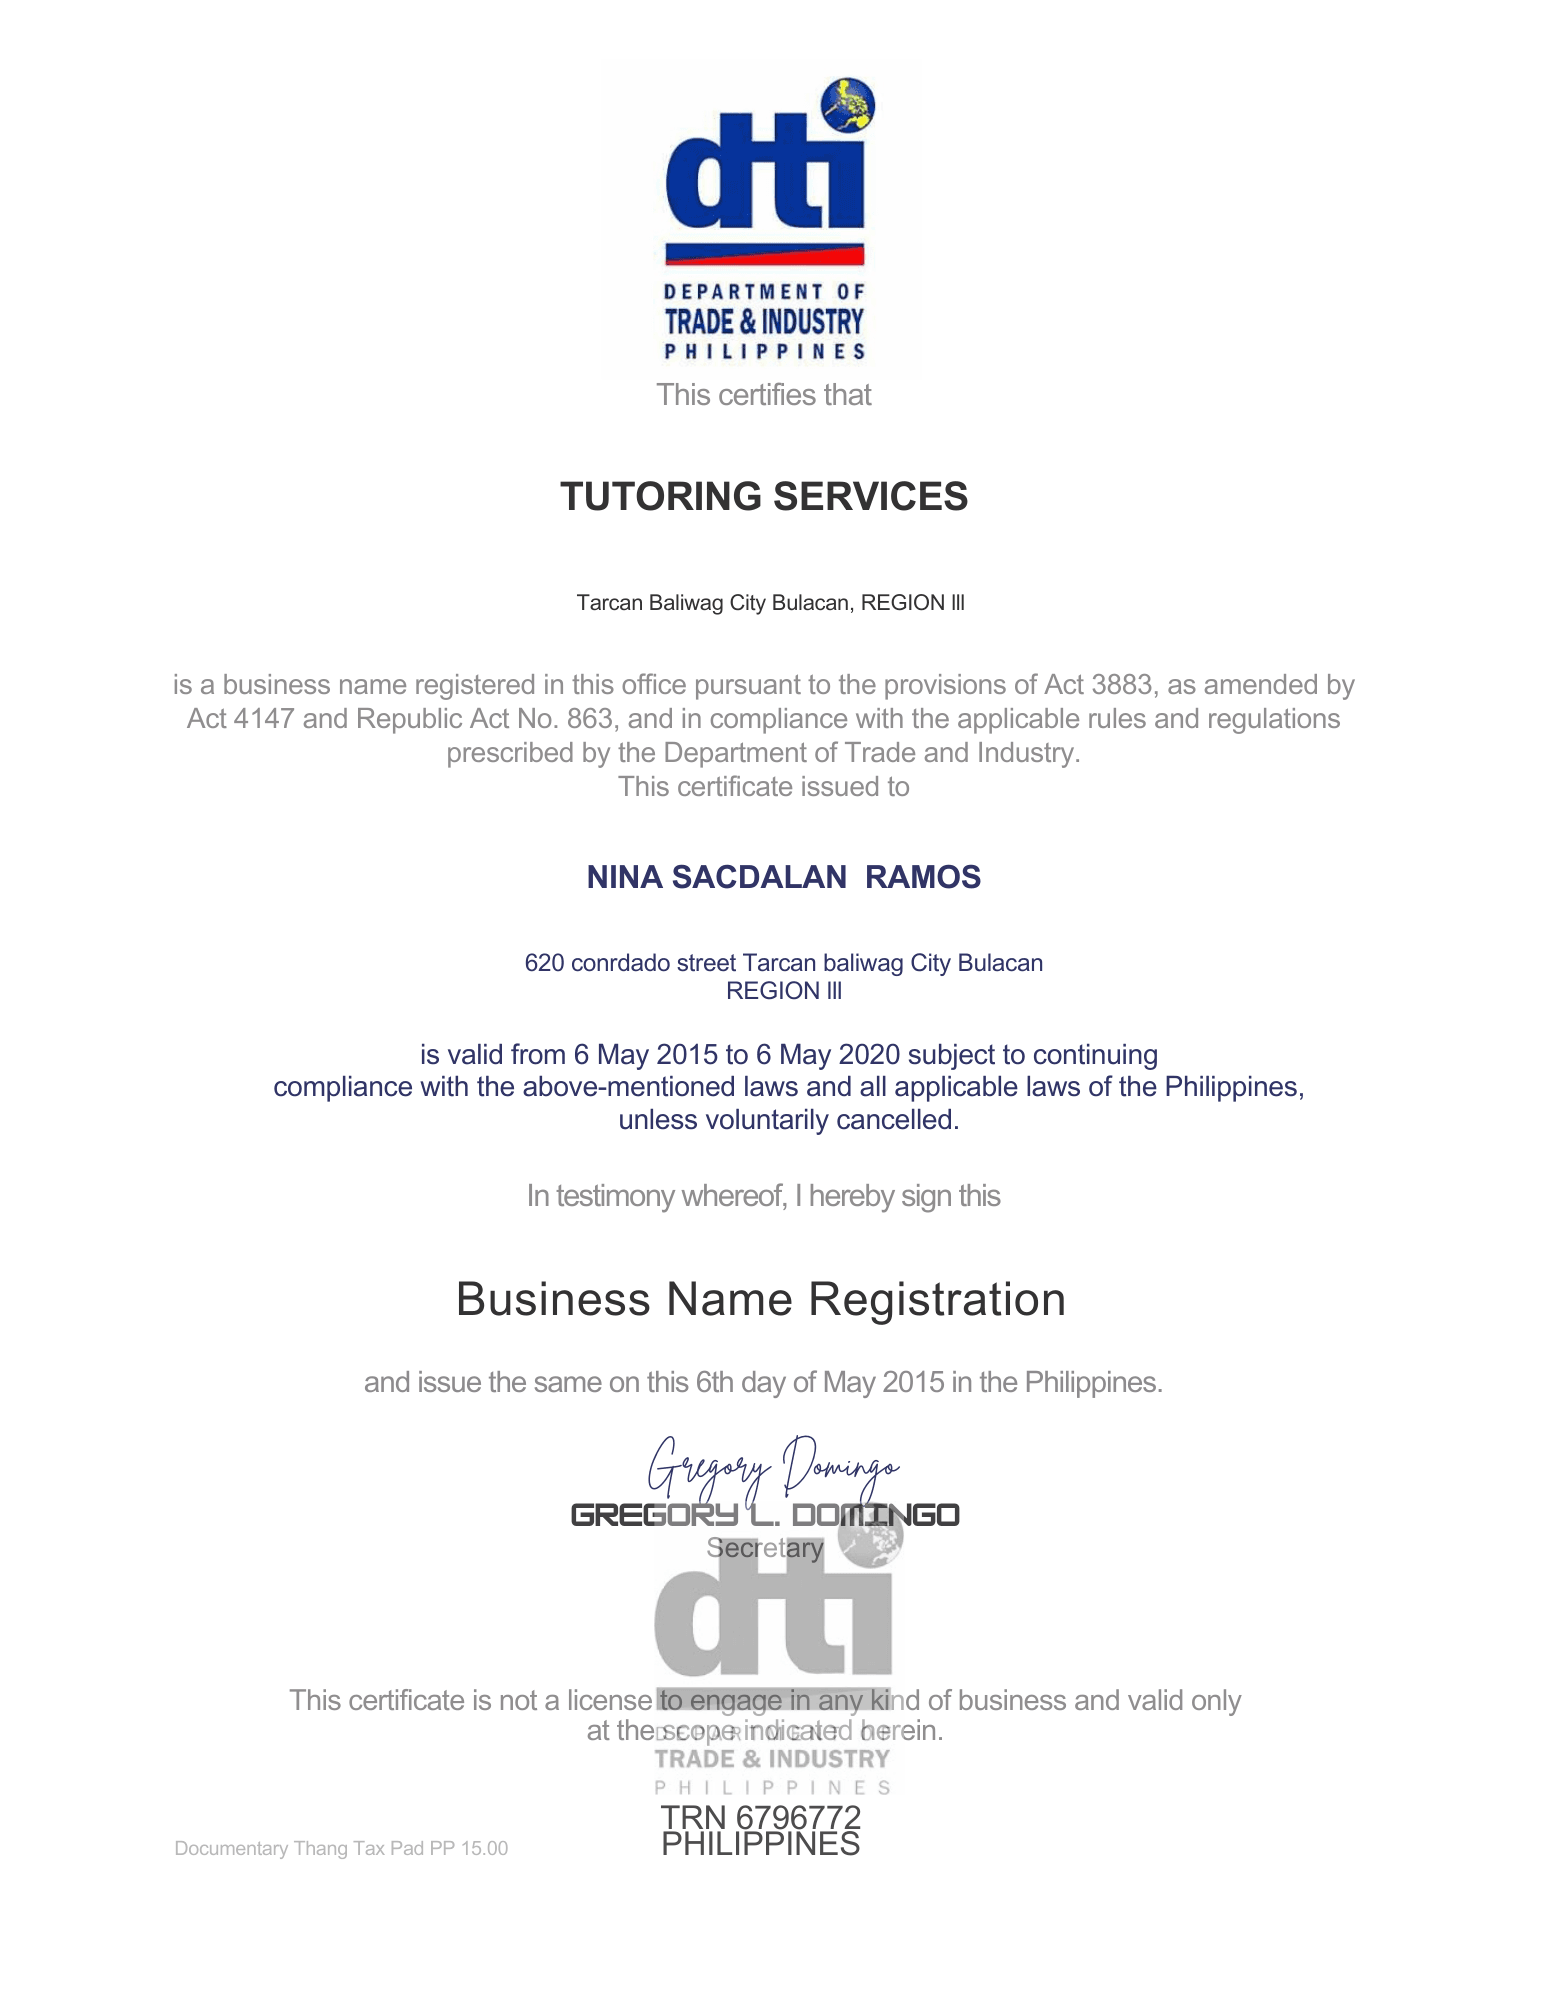 dti
DEPARTMENT OF
TRADE & INDUSTRY
PHILIPPINES
This certifies that
TUTORING SERVICES
Tarcan Baliwag City Bulacan, REGION lll
is a business name registered in this office pursuant to the provisions of Act 3883, as amended by
Act 4147 and Republic Act No. 863, and in compliance with the applicable rules and regulations
prescribed by the Department of Trade and Industry.
This certificate issued to
NINA SACDALAN RAMOS
620 conrdado street Tarcan baliwag City Bulacan
REGION lll
is valid from 6 May 2015 to 6 May 2020 subject to continuing
compliance with the above-mentioned laws and all applicable laws of the Philippines,
unless voluntarily cancelled.
In testimony whereof, I hereby sign this
Business Name Registration
and issue the same on this 6th day of May 2015 in the Philippines.
Gregory Domingo
GREGORY L. DOMINGO
Secretary
dti
This certificate is not a license to engage in any kind of business and valid only
at the scope indicated herein.
DEPARTMENT OF
TRADE & INDUSTRY
PHILIPPINES
TRN 6796772
PHILIPPINES
Documentary Thang Tax Pad PP 15.00